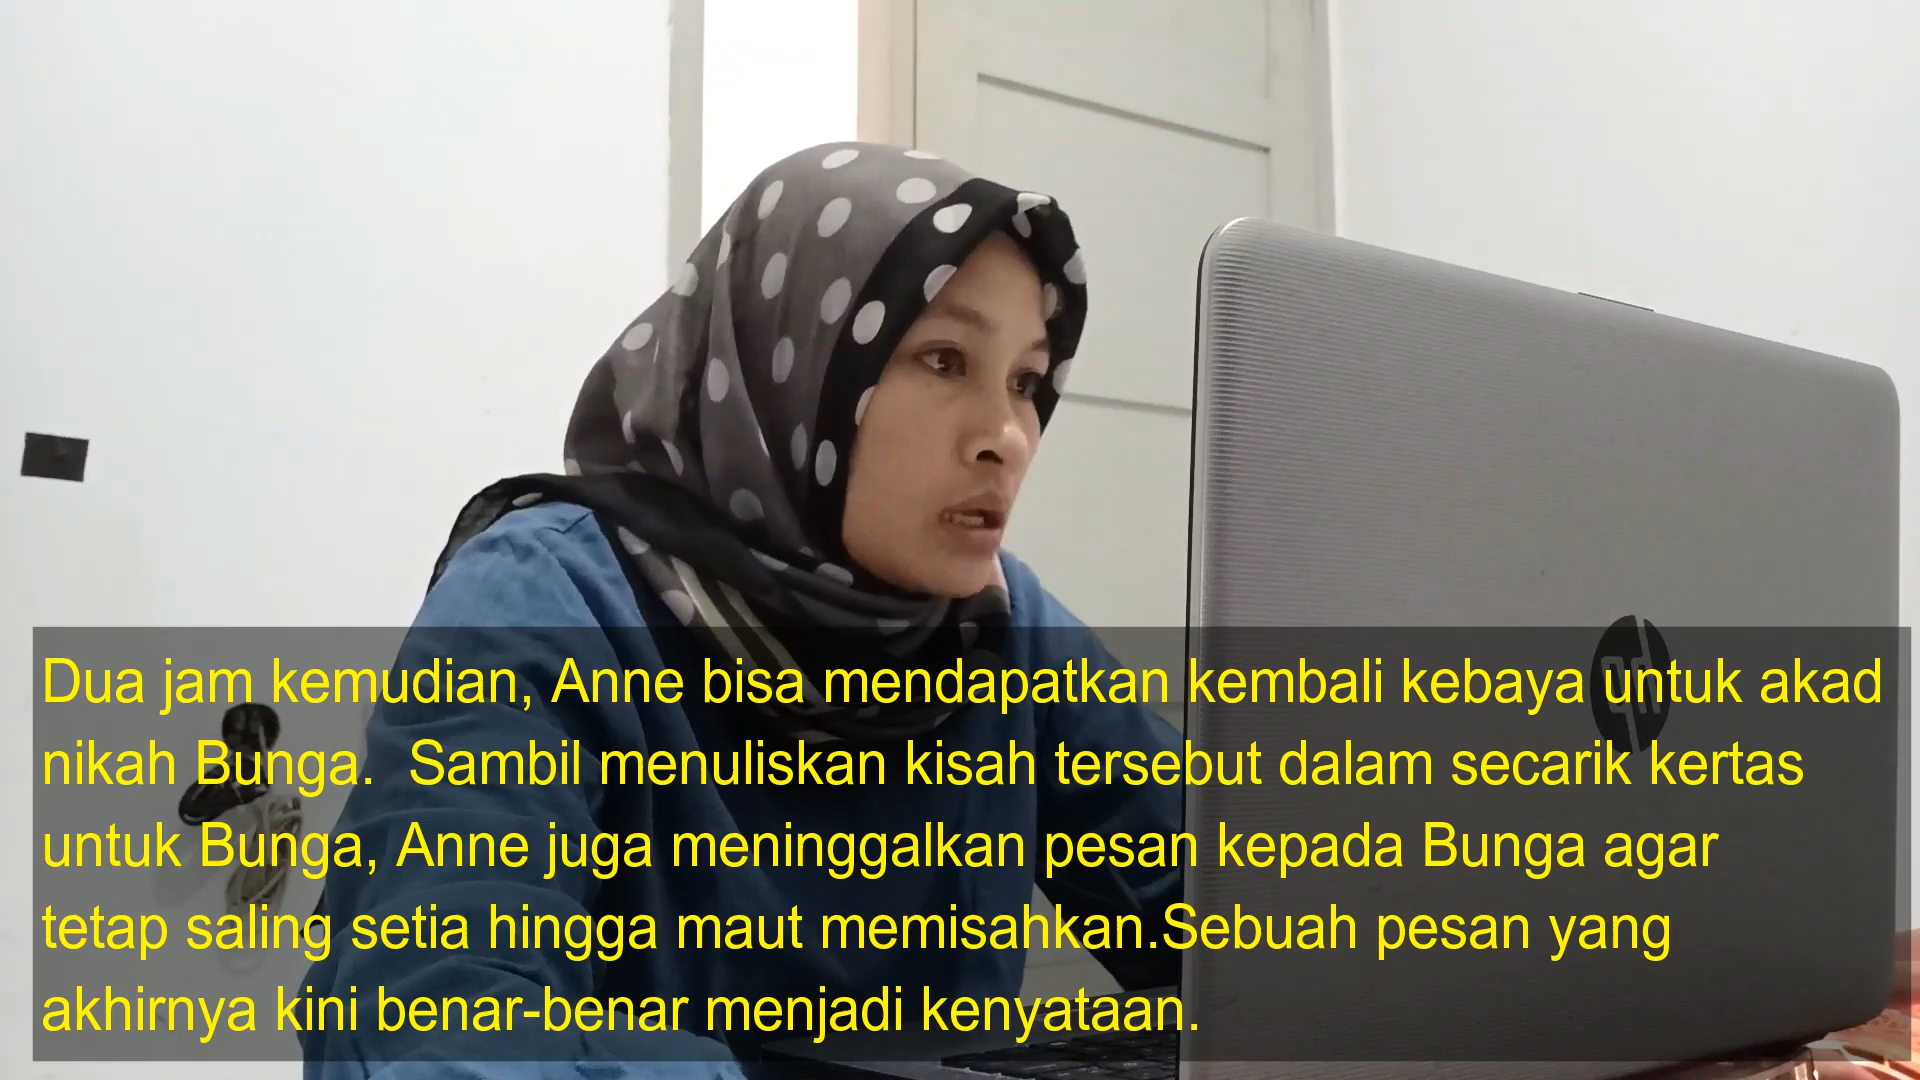 Dua jam kemudian, Anne bisa mendapatkan kembali kebaya untuk akad
nikah Bunga.  Sambil menuliskan kisah tersebut dalam secarik kertas
untuk Bunga, Anne juga meninggalkan pesan kepada Bunga agar
tetap saling setia hingga maut memisahkan.Sebuah pesan yang
akhirnya kini benar-benar menjadi kenyataan.
hp